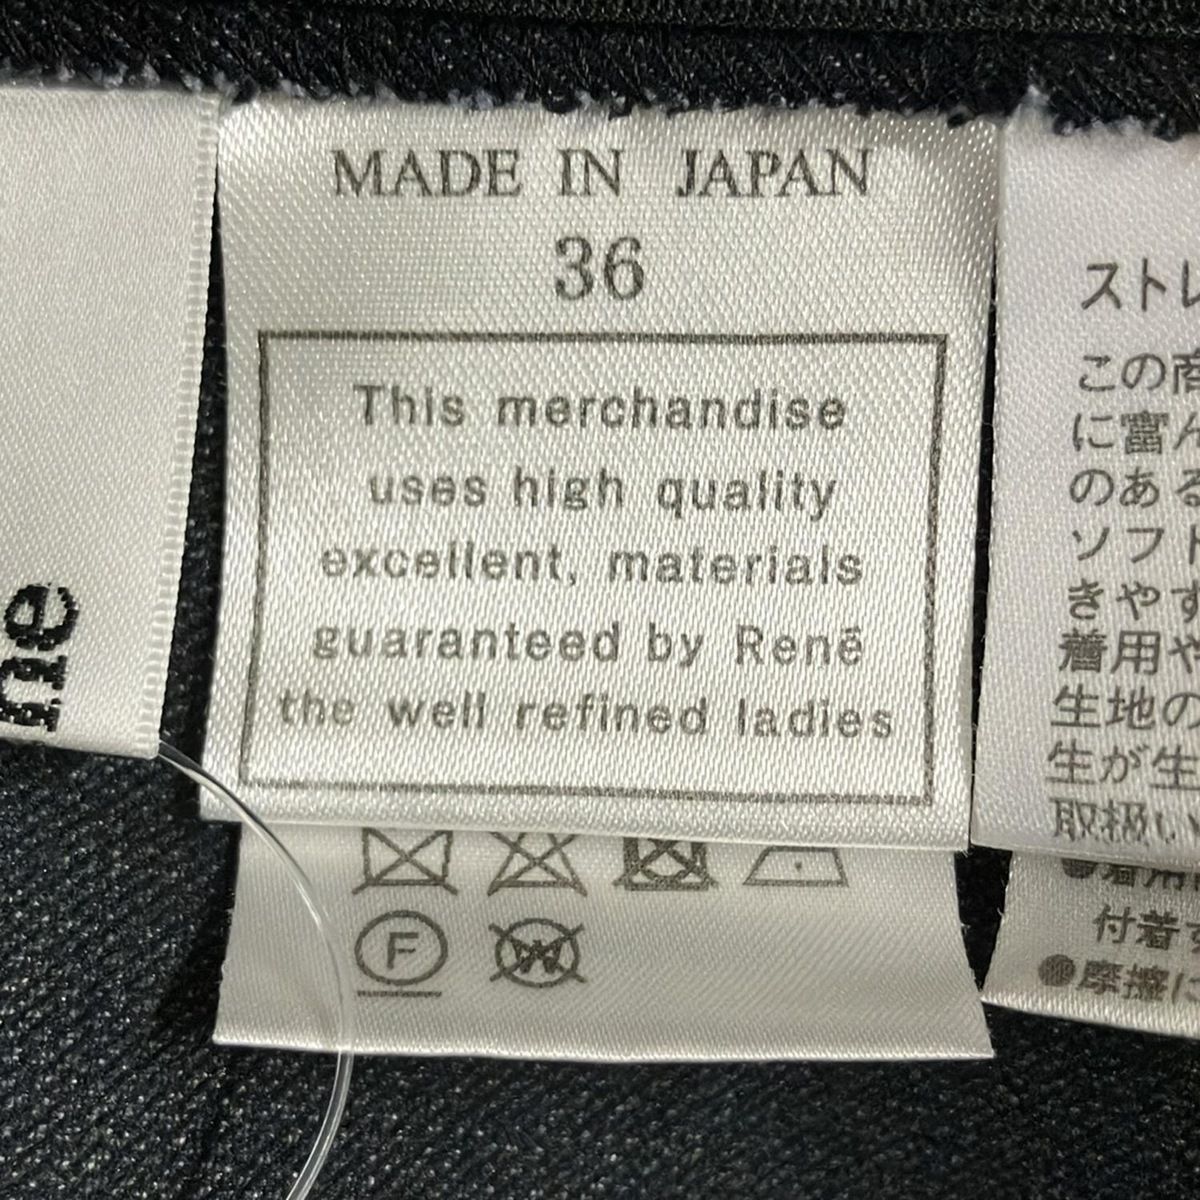 ne
MADE IN JAPAN
36
This merchandise
uses high quality
excellent, materials
guaranteed by René
the well refined ladies
F
W
ストレ
この商
に富ん
のある
ソフト
きやす
着用や
生地の
生が生
取扱い
●着用
付着
●摩擦に